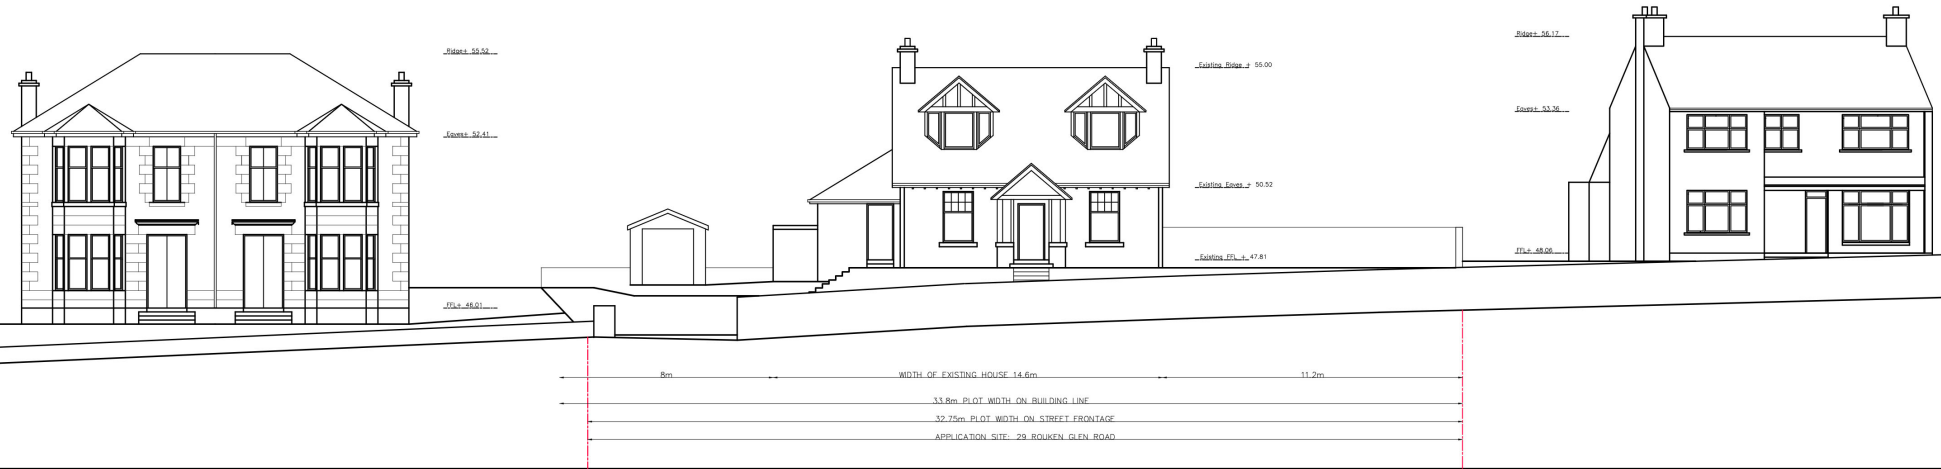 Ridge+ 55.52
Eaves+ 52.41
FFL+ 46.01
Existing Ridge + 55.00
Existing Eaves + 50.52
Existing FFL + 47.81
Ridge+ 56.17
Eaves+ 53.36
FFL+ 48.06
8m
WIDTH OF EXISTING HOUSE 14.6m
11.2m
33.8m PLOT WIDTH ON BUILDING LINE
32.75m PLOT WIDTH ON STREET FRONTAGE
APPLICATION SITE: 29 ROUKEN GLEN ROAD